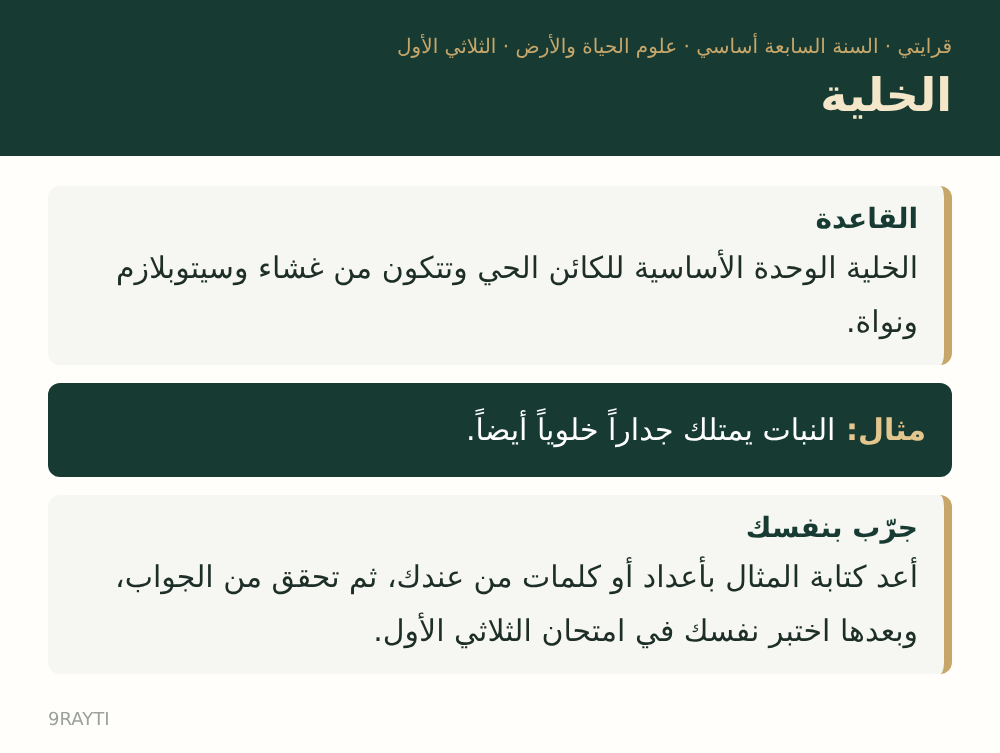 قرايتي · السنة السابعة أساسي · علوم الحياة والأرض · الثلاثي الأول
الخلية
القاعدة
الخلية الوحدة الأساسية للكائن الحي وتتكون من غشاء وسيتوبلازم
ونواة.
مثال: النبات يمتلك جداراً خلوياً أيضاً.
جرّب بنفسك
أعد كتابة المثال بأعداد أو كلمات من عندك، ثم تحقق من الجواب،
وبعدها اختبر نفسك في امتحان الثلاثي الأول.
9RAYTI